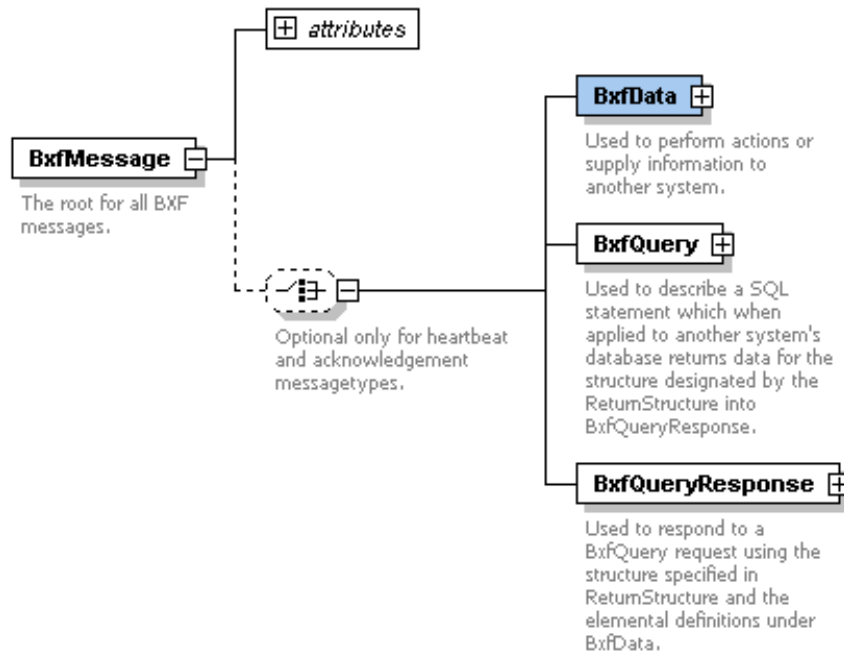 attributes
BxfMessage
The root for all BXF
messages.
Optional only for heartbeat
and acknowledgement
messagetypes.
BxfData
Used to perform actions or
supply information to
another system.
BxfQuery
Used to describe a SQL
statement which when
applied to another system's
database returns data for the
structure designated by the
ReturnStructure into
BxfQueryResponse.
BxfQueryResponse
Used to respond to a
BxfQuery request using the
structure specified in
ReturnStructure and the
elemental definitions under
BxfData.